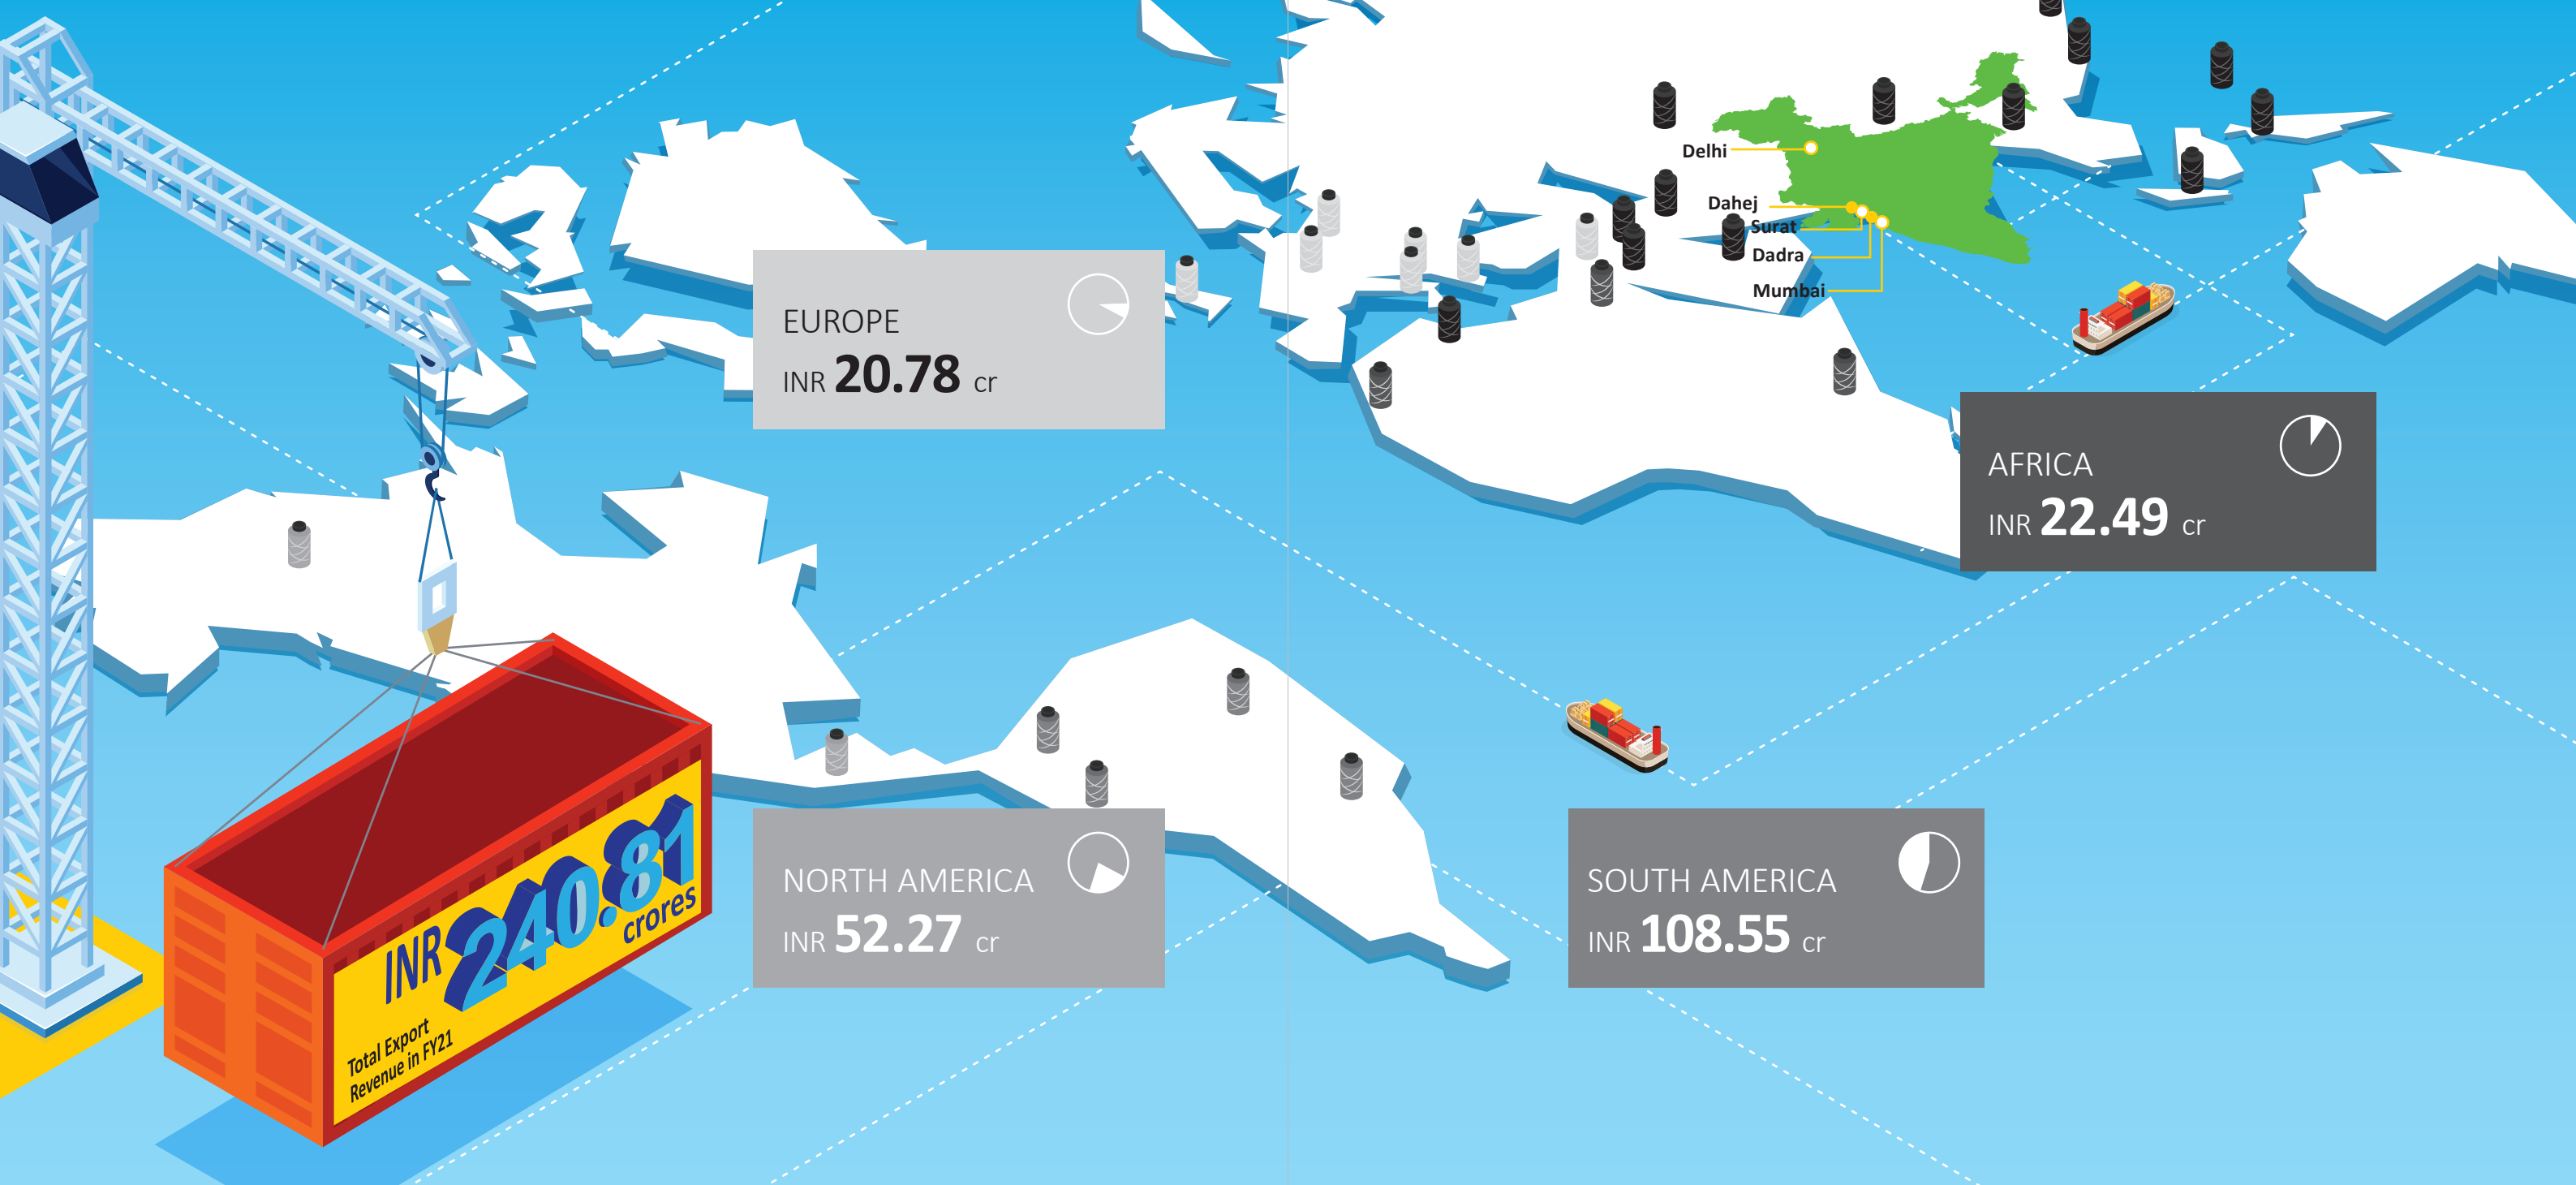 Delhi
Dahej
Surat
Dadra
Mumbai
EUROPE
INR 20.78 cr
AFRICA
INR 22.49 cr
NORTH AMERICA
INR 52.27 cr
SOUTH AMERICA
INR 108.55 cr
INR 240.81
crores
Total Export
Revenue in FY21